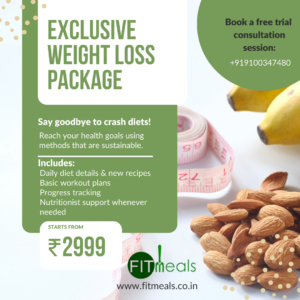 EXCLUSIVE
WEIGHT LOSS
PACKAGE
Book a free trial
consultation
session:
+919100347480
Say goodbye to crash diets!
Reach your health goals using
methods that are sustainable.
Includes:
Daily diet details & new recipes
Basic workout plans
Progress tracking
Nutritionist support whenever
needed
STARTS FROM
₹2999
FITmeals
www.fitmeals.co.in